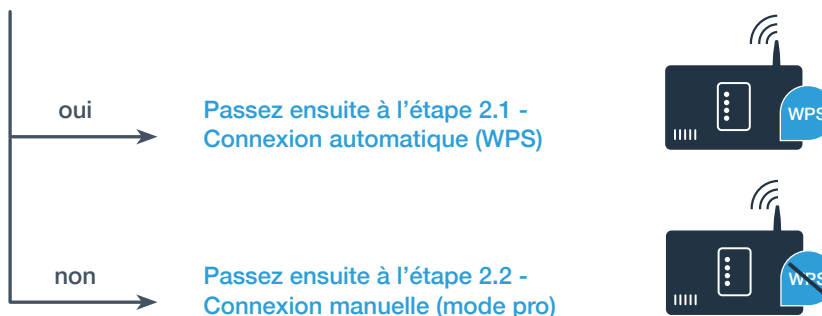 oui
Passez ensuite à l'étape 2.1 -
Connexion automatique (WPS)
WPS
non
Passez ensuite à l'étape 2.2 -
Connexion manuelle (mode pro)
WPS